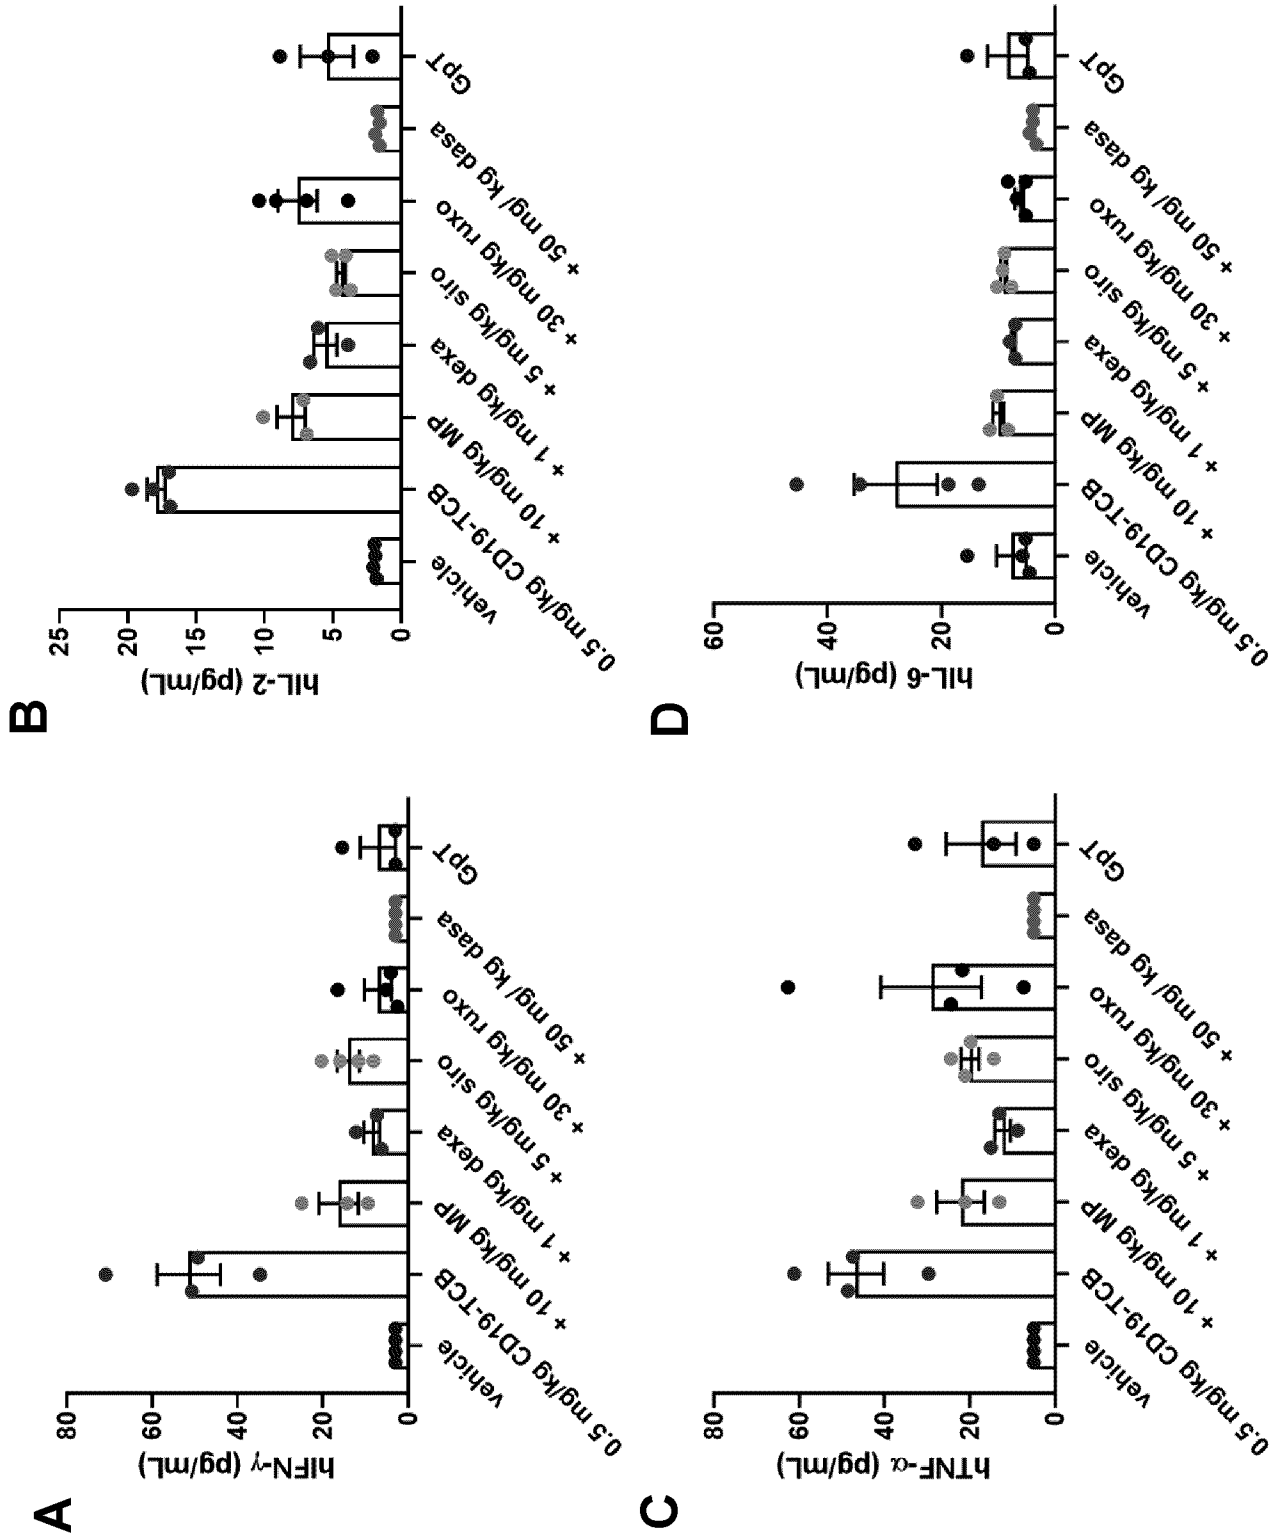 A
hIFN-γ (pg/mL)
80
60
40
20
0
vehicle
0.5 mg/kg CD19-TCB
+ 10 mg/kg MP
+ 1 mg/kg dexa
+ 5 mg/kg siro
+ 30 mg/kg ruxo
+ 50 mg/ kg dasa
GpT
B
hIL-2 (pg/mL)
25
20
15
10
5
0
vehicle
0.5 mg/kg CD19-TCB
+ 10 mg/kg MP
+ 1 mg/kg dexa
+ 5 mg/kg siro
+ 30 mg/kg ruxo
+ 50 mg/ kg dasa
GpT
C
hTNF-α (pg/mL)
80
60
40
20
0
vehicle
0.5 mg/kg CD19-TCB
+ 10 mg/kg MP
+ 1 mg/kg dexa
+ 5 mg/kg siro
+ 30 mg/kg ruxo
+ 50 mg/ kg dasa
GpT
D
hIL-6 (pg/mL)
60
40
20
0
vehicle
0.5 mg/kg CD19-TCB
+ 10 mg/kg MP
+ 1 mg/kg dexa
+ 5 mg/kg siro
+ 30 mg/kg ruxo
+ 50 mg/ kg dasa
GpT